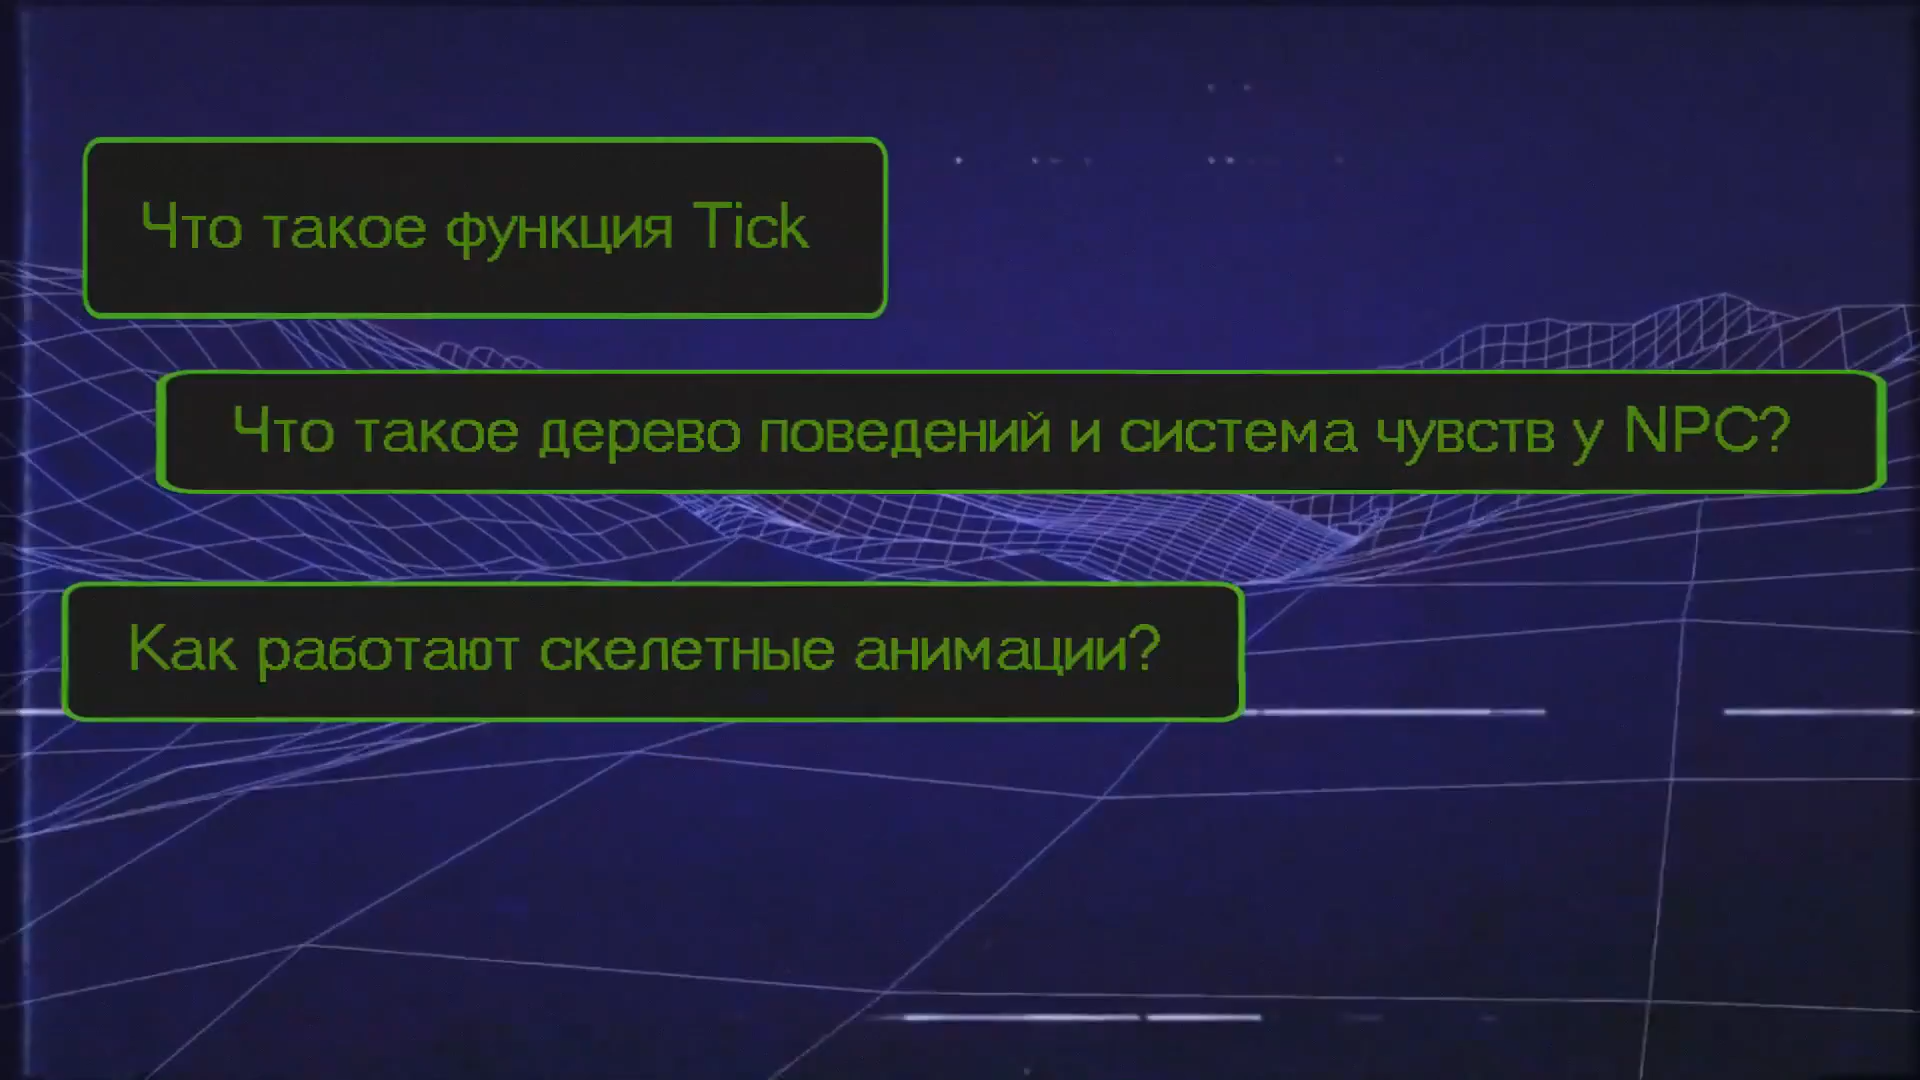 Что такое функция Tick
Что такое дерево поведений и система чувств у NPC?
Как работают скелетные анимации?